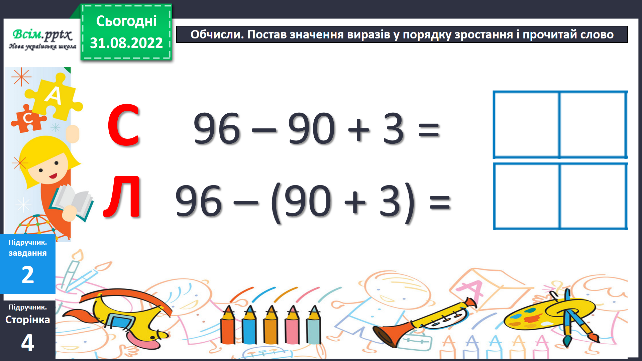 Всім.pptx
Нова українська школа
Сьогодні
31.08.2022
Обчисли. Постав значення виразів у порядку зростання і прочитай слово
А
С
С 96 – 90 + 3 =
Л 96 – (90 + 3) =
Підручник.
завдання
2
Підручник.
Сторінка
4
А